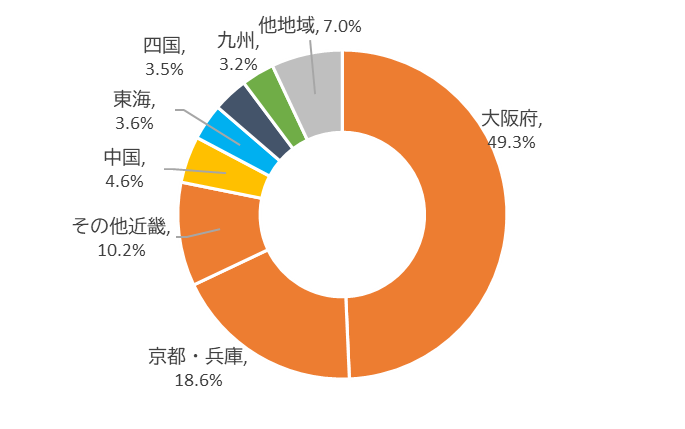 他地域, 7.0%
九州,
3.2%
四国,
3.5%
東海,
3.6%
中国,
4.6%
その他近畿,
10.2%
京都・兵庫,
18.6%
大阪府,
49.3%